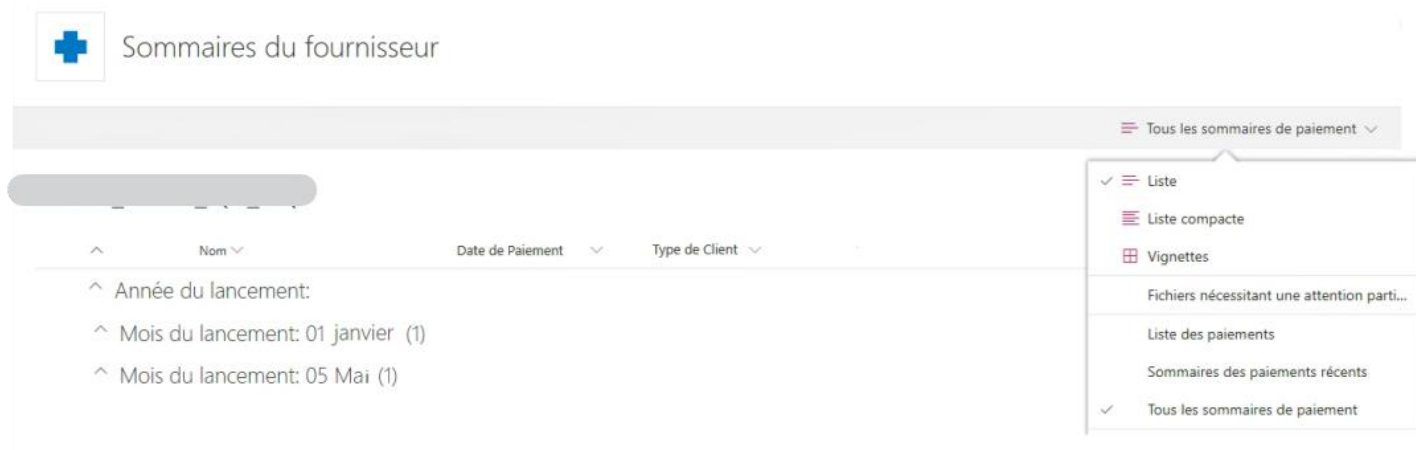 Sommaires du fournisseur
Tous les sommaires de paiement
Liste
Liste compacte
Vignettes
Fichiers nécessitant une attention parti...
Liste des paiements
Sommaires des paiements récents
Tous les sommaires de paiement
Nom Date de Paiement Type de Client
Année du lancement:
Mois du lancement: 01 janvier (1)
Mois du lancement: 05 Mai (1)